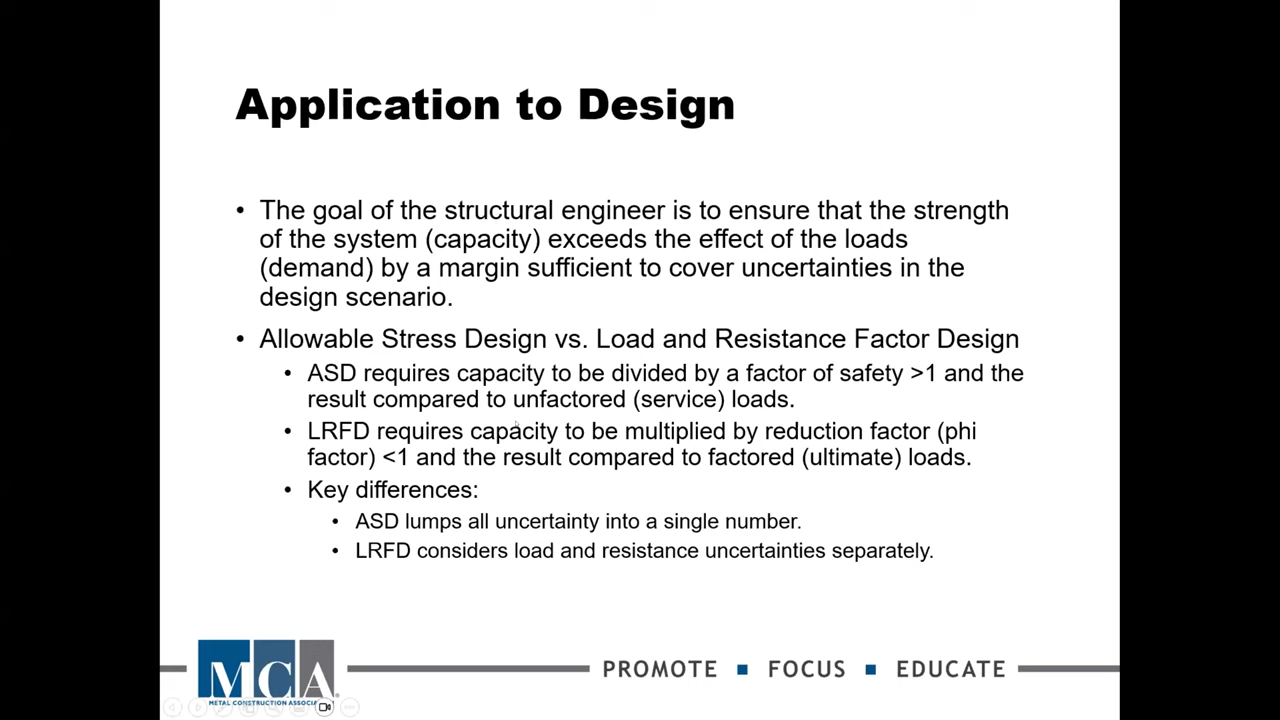 Application to Design
• The goal of the structural engineer is to ensure that the strength
of the system (capacity) exceeds the effect of the loads
(demand) by a margin sufficient to cover uncertainties in the
design scenario.
• Allowable Stress Design vs. Load and Resistance Factor Design
• ASD requires capacity to be divided by a factor of safety >1 and the
result compared to unfactored (service) loads.
• LRFD requires capacity to be multiplied by reduction factor (phi
factor) <1 and the result compared to factored (ultimate) loads.
• Key differences:
• ASD lumps all uncertainty into a single number.
• LRFD considers load and resistance uncertainties separately.
MCA®
METAL CONSTRUCTION
PROMOTE ■ FOCUS ■ EDUCATE